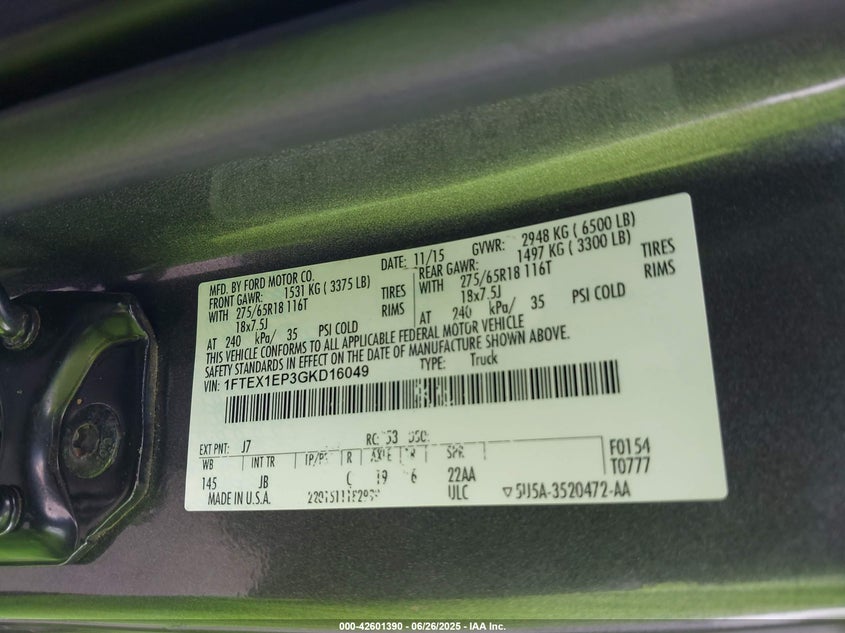 MFD. BY FORD MOTOR CO.
DATE: 11/15 GVWR: 2948 KG ( 6500 LB)
FRONT GAWR: 1531 KG ( 3375 LB) REAR GAWR: 1497 KG ( 3300 LB)
WITH 275/65R18 116T TIRES WITH 275/65R18 116T TIRES
18x7.5J RIMS 18x7.5J RIMS
AT 240 kPa/ 35 PSI COLD AT 240 kPa/ 35 PSI COLD
THIS VEHICLE CONFORMS TO ALL APPLICABLE FEDERAL MOTOR VEHICLE
SAFETY STANDARDS IN EFFECT ON THE DATE OF MANUFACTURE SHOWN ABOVE.
VIN: 1FTEX1EP3GKD16049 TYPE: Truck
EXT PNT: J7 RC: 53
WB INT TR R AXLE SPR F0154
145 JB 19 6 22AA T0777
MADE IN U.S.A. ULC ▽5U5A-3520472-AA
000-42601390 - 06/26/2025 - IAA Inc.